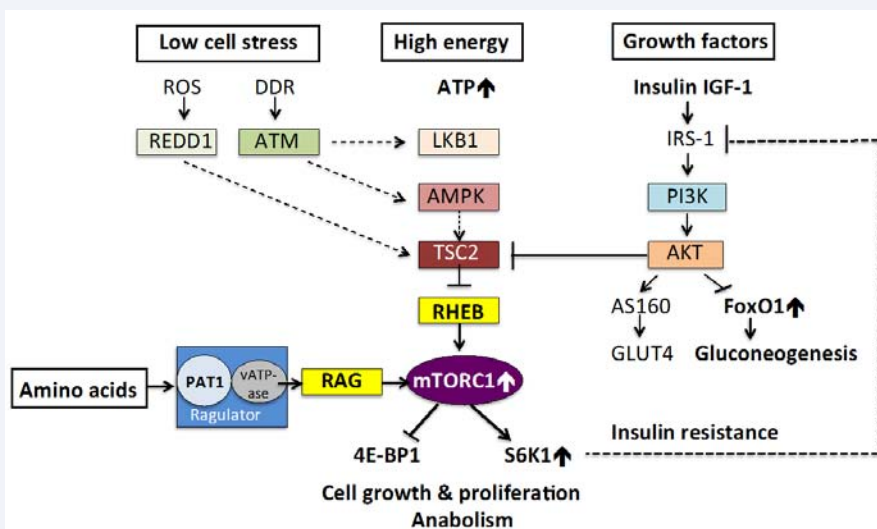 Low cell stress
High energy
Growth factors
ROS
DDR
ATP
Insulin IGF-1
REDD1
ATM
LKB1
IRS-1
AMPK
PI3K
TSC2
AKT
RHEB
AS160
FoxO1
GLUT4
Gluconeogenesis
Amino acids
PAT1
vATP-
ase
Ragulator
RAG
mTORC1
4E-BP1
S6K1
Insulin resistance
Cell growth & proliferation
Anabolism